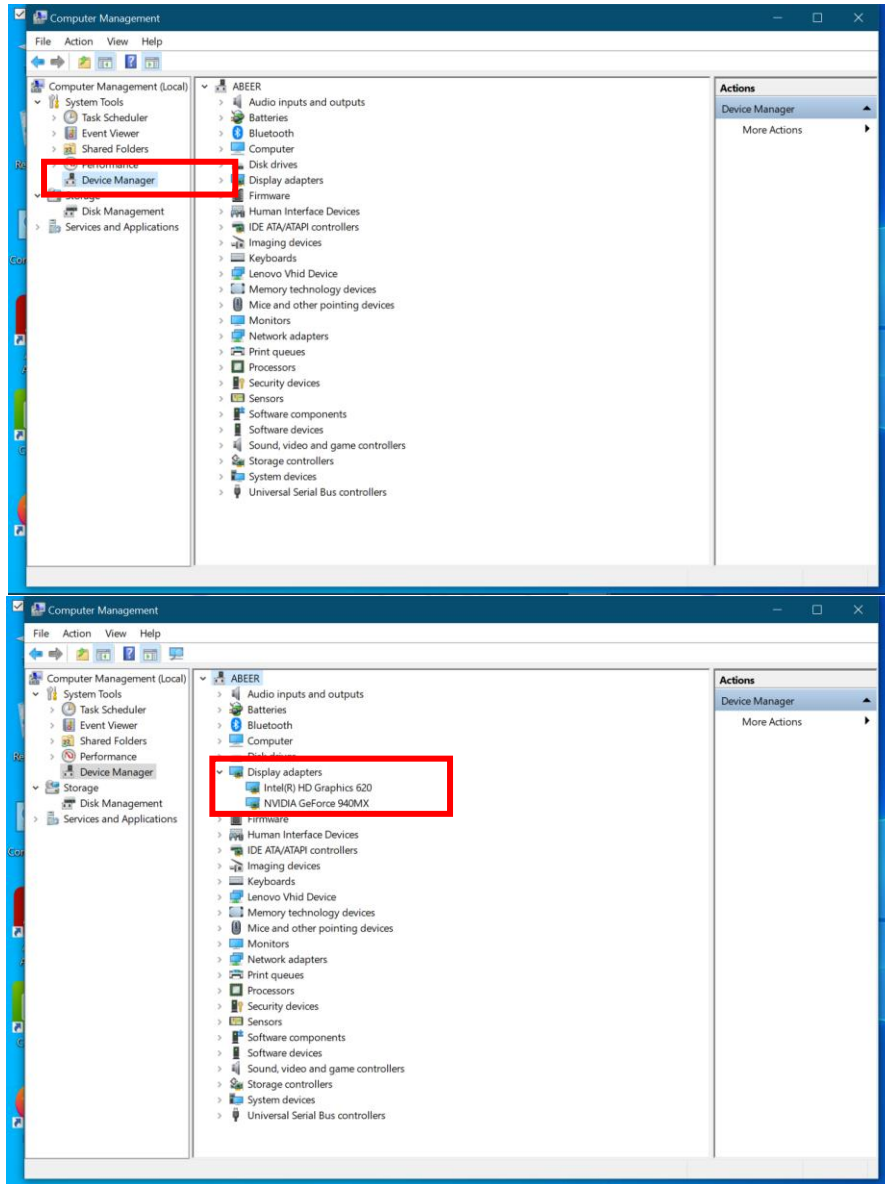 Computer Management
File Action View Help
Computer Management (Local)
System Tools
Task Scheduler
Event Viewer
Shared Folders
Performance
Device Manager
Storage
Disk Management
Services and Applications
ABEER
Audio inputs and outputs
Batteries
Bluetooth
Computer
Disk drives
Display adapters
Firmware
Human Interface Devices
IDE ATA/ATAPI controllers
Imaging devices
Keyboards
Lenovo Vhid Device
Memory technology devices
Mice and other pointing devices
Monitors
Network adapters
Print queues
Processors
Security devices
Sensors
Software components
Software devices
Sound, video and game controllers
Storage controllers
System devices
Universal Serial Bus controllers
Actions
Device Manager
More Actions
Computer Management
File Action View Help
Computer Management (Local)
System Tools
Task Scheduler
Event Viewer
Shared Folders
Performance
Device Manager
Storage
Disk Management
Services and Applications
ABEER
Audio inputs and outputs
Batteries
Bluetooth
Computer
Disk drives
Display adapters
Intel(R) HD Graphics 620
NVIDIA GeForce 940MX
Firmware
Human Interface Devices
IDE ATA/ATAPI controllers
Imaging devices
Keyboards
Lenovo Vhid Device
Memory technology devices
Mice and other pointing devices
Monitors
Network adapters
Print queues
Processors
Security devices
Sensors
Software components
Software devices
Sound, video and game controllers
Storage controllers
System devices
Universal Serial Bus controllers
Actions
Device Manager
More Actions